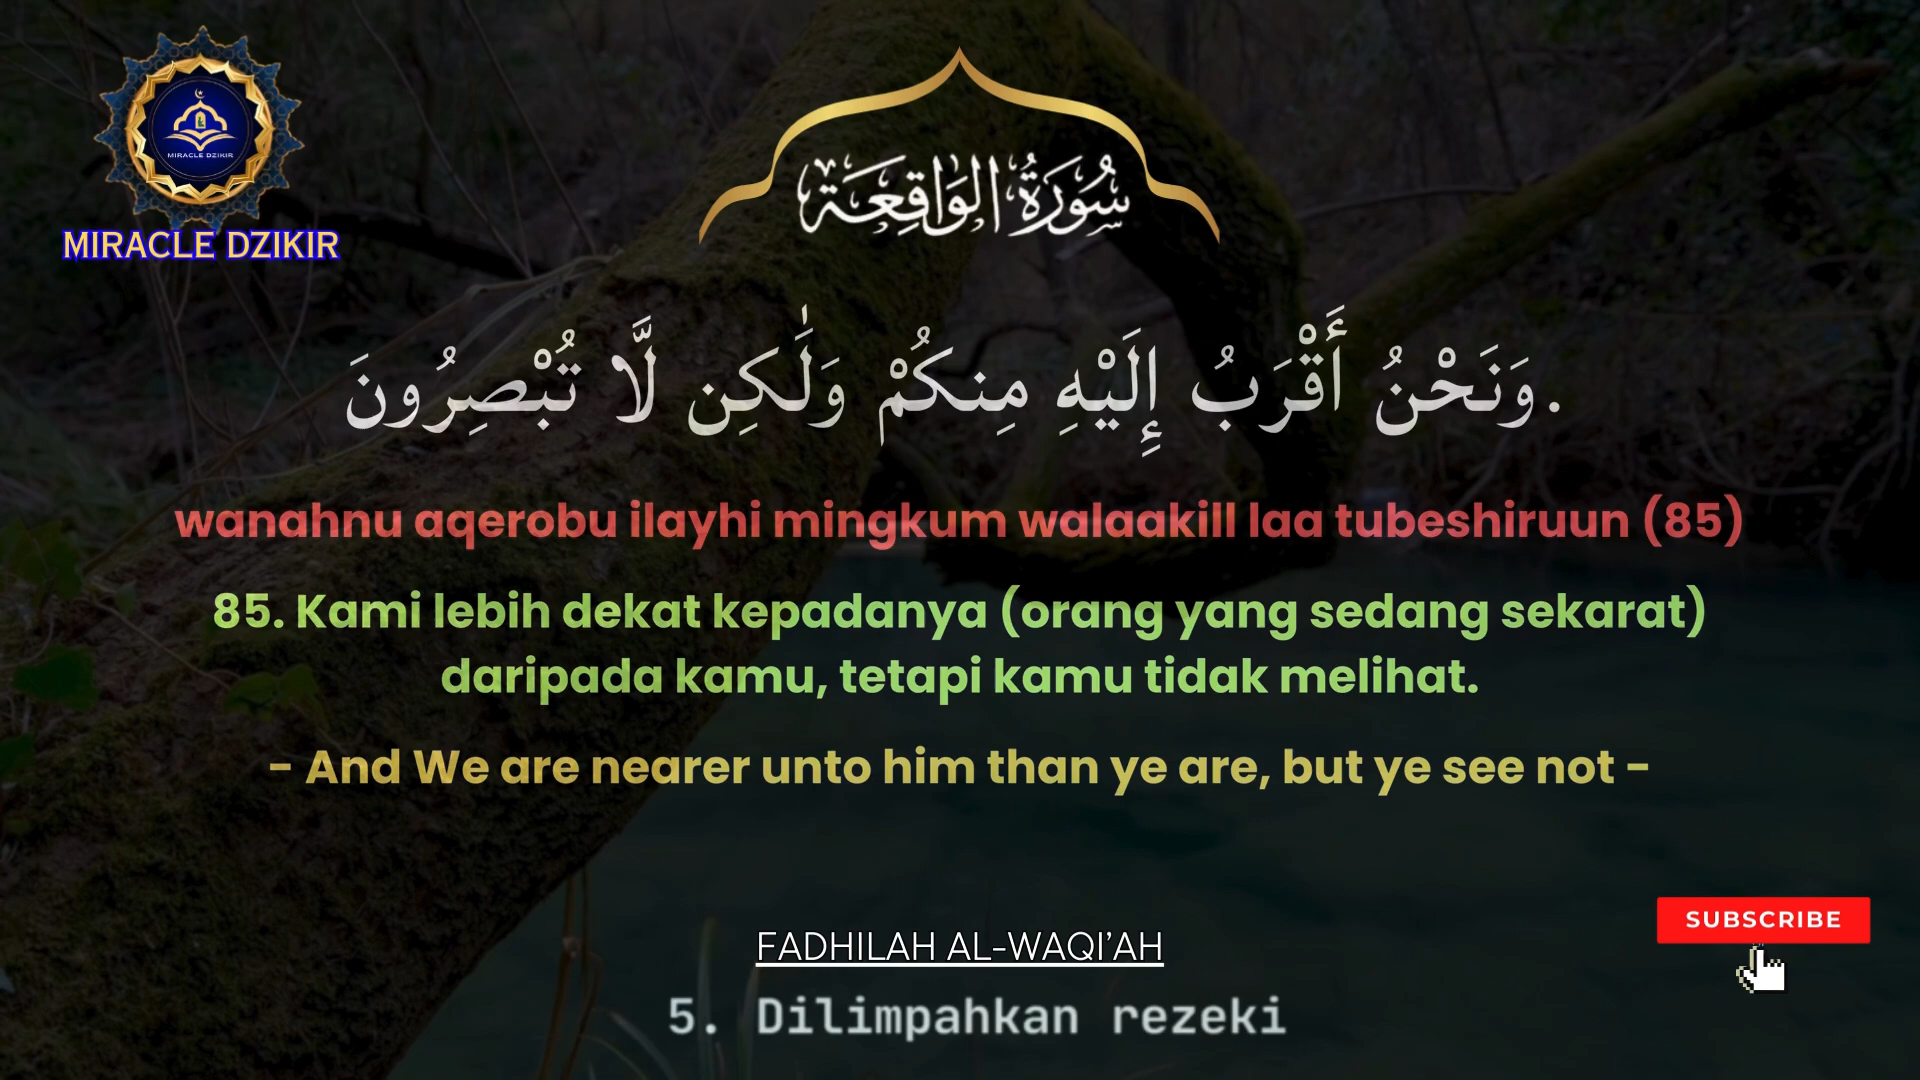 MIRACLE DZIKIR
MIRACLE DZIKIR
سُورَةُ الوَاقِعَة
وَنَحْنُ أَقْرَبُ إِلَيْهِ مِنكُمْ وَلَٰكِن لَّا تُبْصِرُونَ.
wanahnu aqerobu ilayhi mingkum walaakill laa tubeshiruun (85)
85. Kami lebih dekat kepadanya (orang yang sedang sekarat)
daripada kamu, tetapi kamu tidak melihat.
- And We are nearer unto him than ye are, but ye see not -
SUBSCRIBE
FADHILAH AL-WAQI'AH
5. Dilimpahkan rezeki